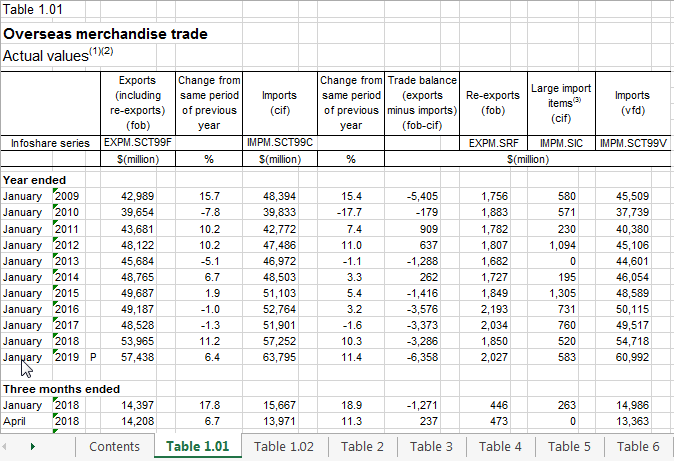 Table 1.01
Overseas merchandise trade
Actual values(1)(2)
Exports (including re-exports) (fob) Change from same period of previous year Imports (cif) Change from same period of previous year Trade balance (exports minus imports) (fob-cif) Re-exports (fob) Large import items(3) (cif) Imports (vfd)
Infoshare series EXPM.SCT99F IMPM.SCT99C EXPM.SRF IMPM.SIC IMPM.SCT99V
$(million) % $(million) % $(million)
Year ended
January 2009 42,989 15.7 48,394 15.4 -5,405 1,756 580 45,509
January 2010 39,654 -7.8 39,833 -17.7 -179 1,883 571 37,739
January 2011 43,681 10.2 42,772 7.4 909 1,782 230 40,380
January 2012 48,122 10.2 47,486 11.0 637 1,807 1,094 45,106
January 2013 45,684 -5.1 46,972 -1.1 -1,288 1,682 0 44,601
January 2014 48,765 6.7 48,503 3.3 262 1,727 195 46,054
January 2015 49,687 1.9 51,103 5.4 -1,416 1,849 1,305 48,589
January 2016 49,187 -1.0 52,764 3.2 -3,576 2,193 731 50,115
January 2017 48,528 -1.3 51,901 -1.6 -3,373 2,034 760 49,517
January 2018 53,965 11.2 57,252 10.3 -3,286 1,850 520 54,718
January 2019 P 57,438 6.4 63,795 11.4 -6,358 2,027 583 60,992
Three months ended
January 2018 14,397 17.8 15,667 18.9 -1,271 446 263 14,986
April 2018 14,208 6.7 13,971 11.3 237 473 0 13,363
Contents Table 1.01 Table 1.02 Table 2 Table 3 Table 4 Table 5 Table 6